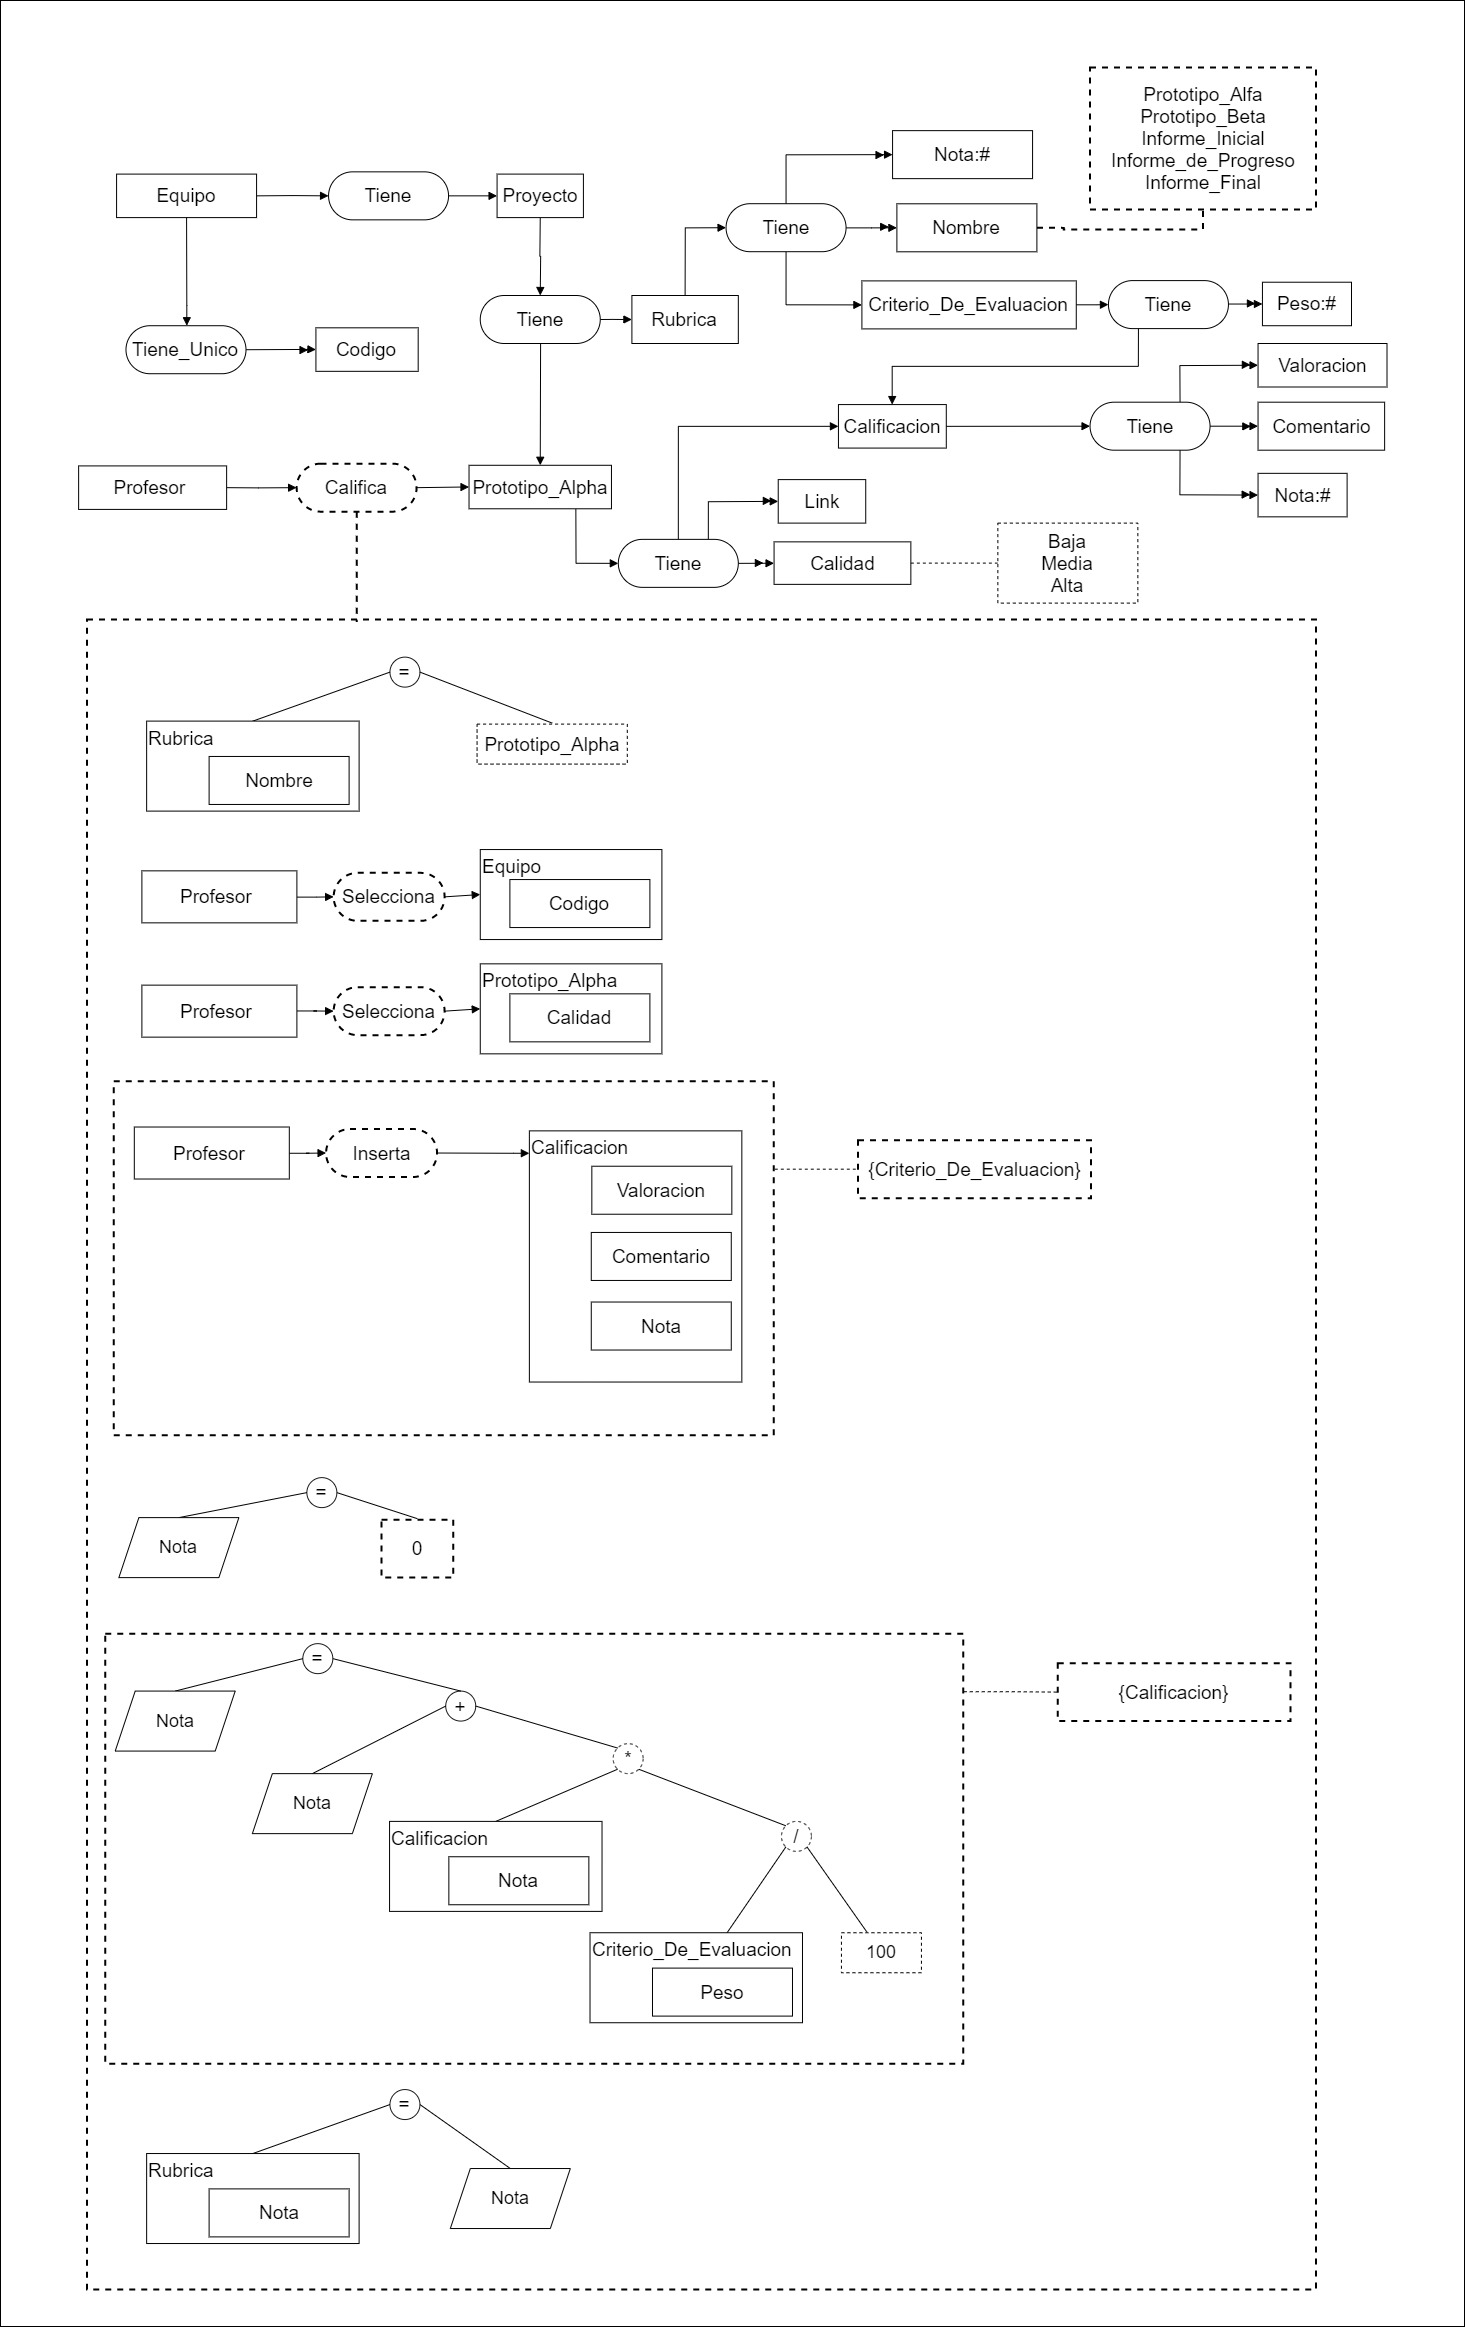 Prototipo_Alfa
Prototipo_Beta
Informe_Inicial
Informe_de_Progreso
Informe_Final
Nota:#
Equipo
Tiene
Proyecto
Tiene
Nombre
Criterio_De_Evaluacion
Tiene
Peso:#
Tiene
Rubrica
Tiene_Unico
Codigo
Valoracion
Calificacion
Tiene
Comentario
Profesor
Califica
Prototipo_Alpha
Link
Nota:#
Tiene
Calidad
Baja
Media
Alta
=
Rubrica
Nombre
Prototipo_Alpha
Profesor
Selecciona
Equipo
Codigo
Profesor
Selecciona
Prototipo_Alpha
Calidad
Profesor
Inserta
Calificacion
Valoracion
Comentario
Nota
{Criterio_De_Evaluacion}
=
Nota
0
=
Nota
+
Nota
*
Calificacion
Nota
/
Criterio_De_Evaluacion
Peso
100
{Calificacion}
=
Rubrica
Nota
Nota